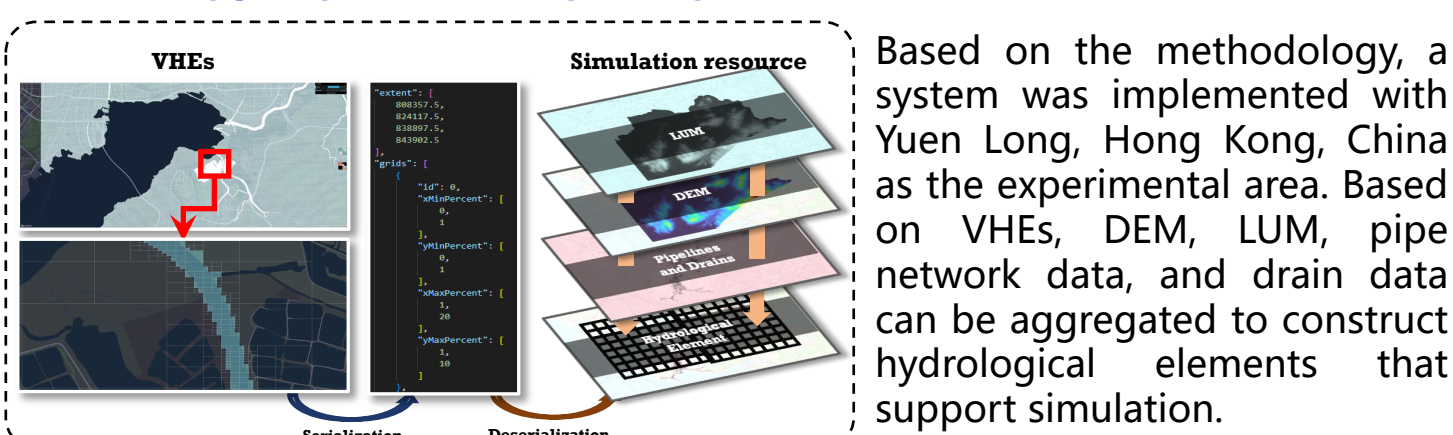 VHEs
Simulation resource
"extent": [
808357.5,
824117.5,
838897.5,
843902.5
],
"grids": [
{
"id": 0,
"xMinPercent": [
0,
1
],
"yMinPercent": [
0,
1
],
"xMaxPercent": [
1,
20
],
"yMaxPercent": [
1,
10
]
},
LUM
DEM
Pipelines
and Drains
Hydrological
Element
Serialization
Deserialization
Based on the methodology, a
system was implemented with
Yuen Long, Hong Kong, China
as the experimental area. Based
on VHEs, DEM, LUM, pipe
network data, and drain data
can be aggregated to construct
hydrological elements that
support simulation.